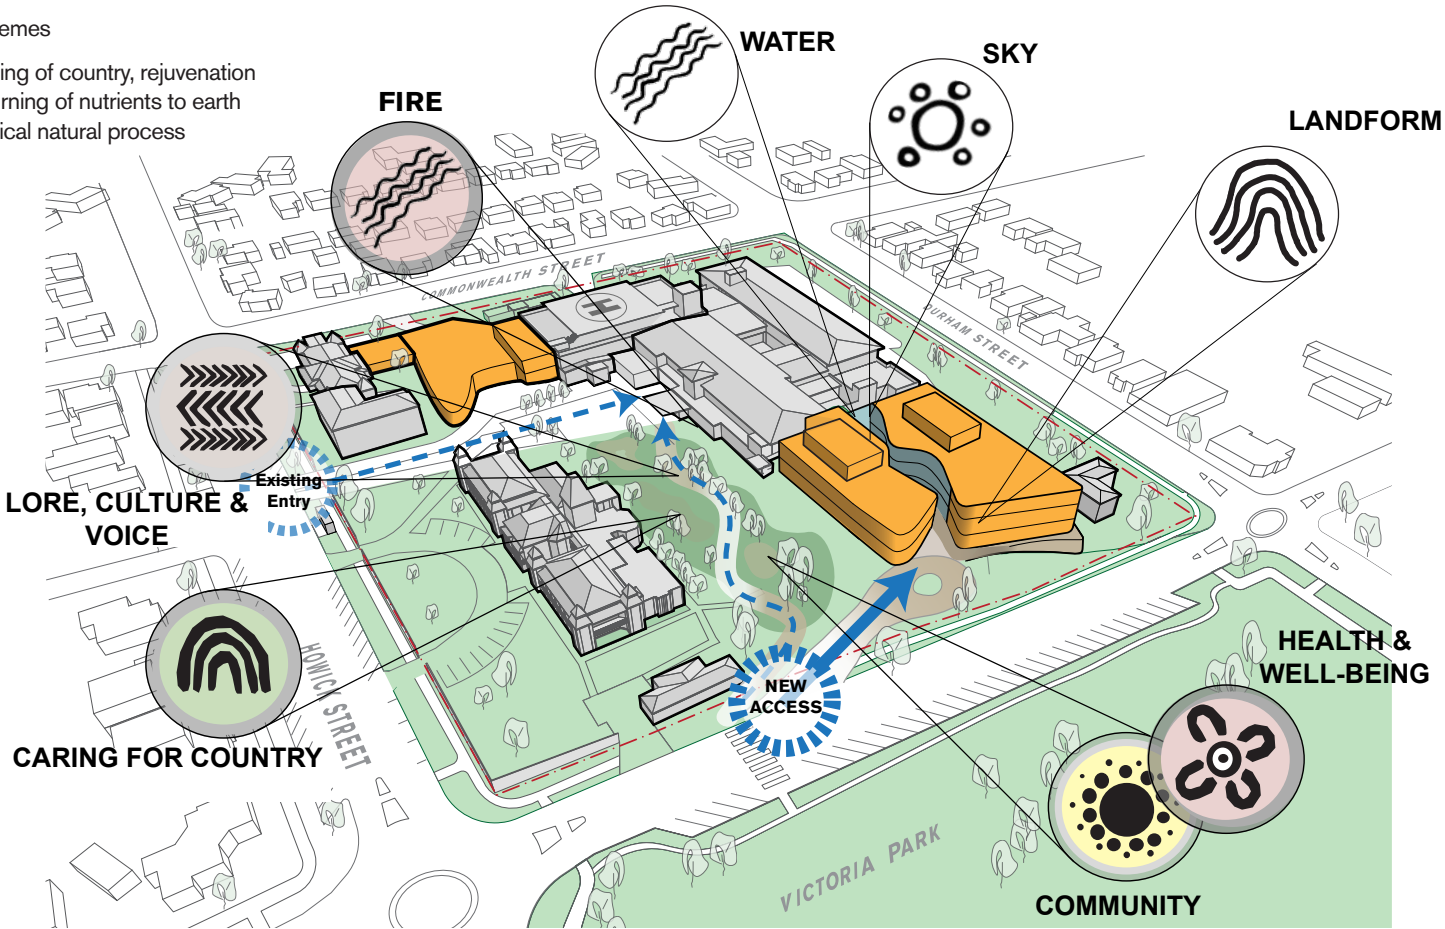 emes
ing of country, rejuvenation
rning of nutrients to earth
ical natural process
WATER
SKY
FIRE
LANDFORM
COMMONWEALTH STREET
DURHAM STREET
H
Existing
Entry
LORE, CULTURE &
VOICE
HOWICK STREET
NEW
ACCESS
HEALTH &
WELL-BEING
CARING FOR COUNTRY
VICTORIA PARK
COMMUNITY